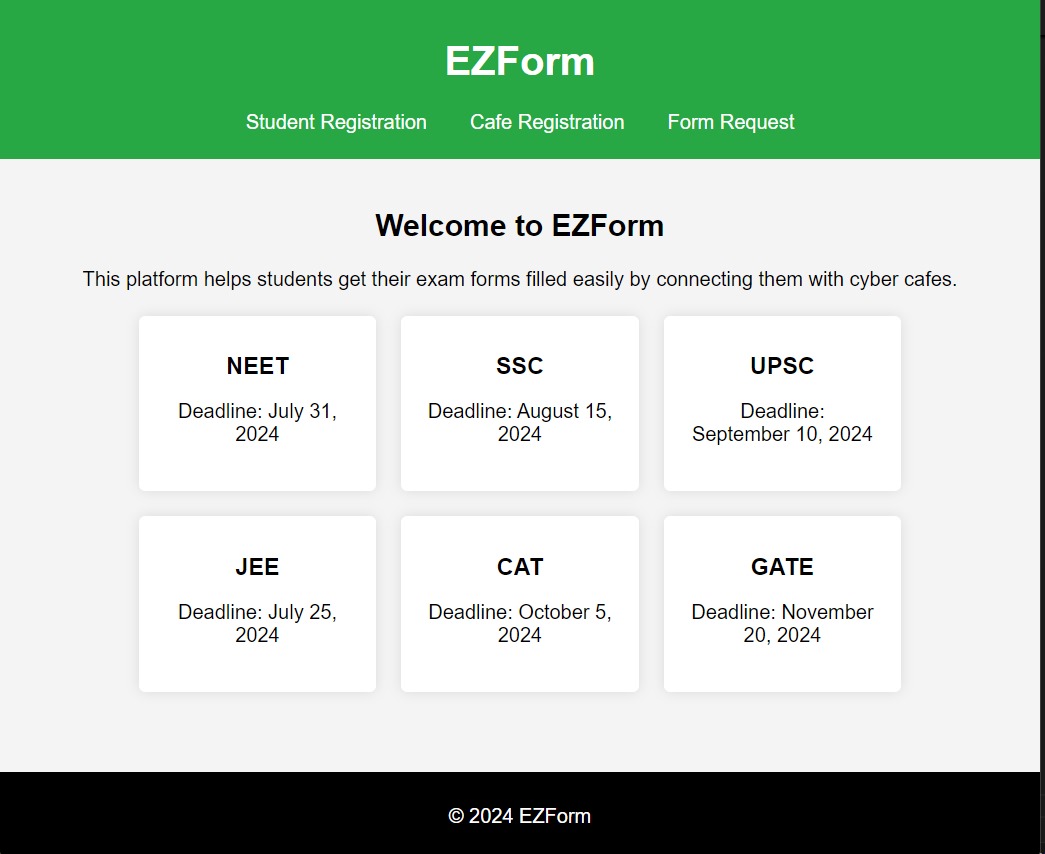 EZForm
Student Registration Cafe Registration Form Request
Welcome to EZForm
This platform helps students get their exam forms filled easily by connecting them with cyber cafes.
NEET
Deadline: July 31,
2024
SSC
Deadline: August 15,
2024
UPSC
Deadline:
September 10, 2024
JEE
Deadline: July 25,
2024
CAT
Deadline: October 5,
2024
GATE
Deadline: November
20, 2024
© 2024 EZForm